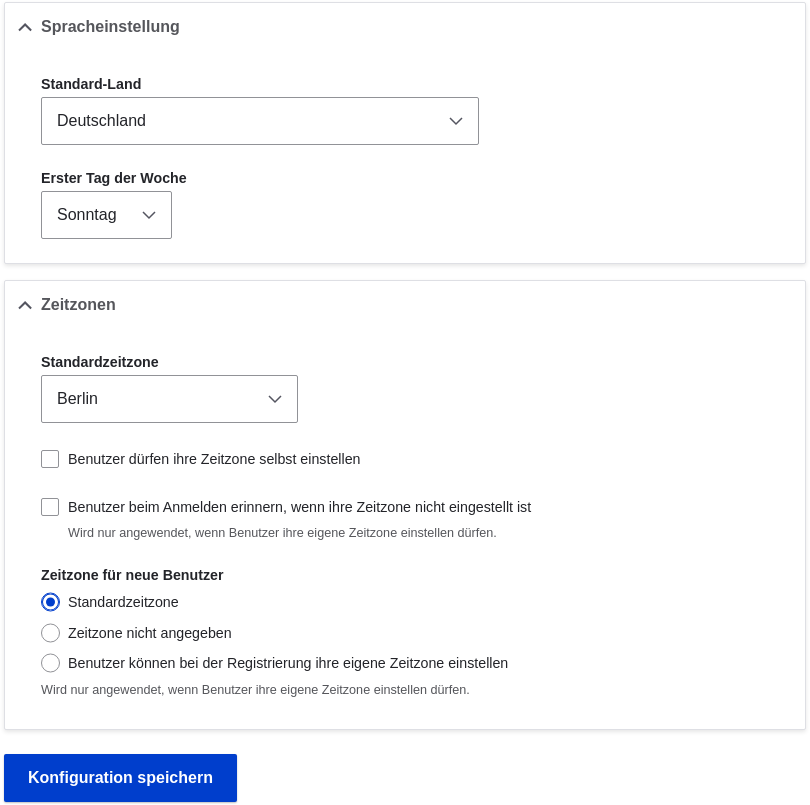 Spracheinstellung
Standard-Land
Deutschland
Erster Tag der Woche
Sonntag
Zeitzonen
Standardzeitzone
Berlin
Benutzer dürfen ihre Zeitzone selbst einstellen
Benutzer beim Anmelden erinnern, wenn ihre Zeitzone nicht eingestellt ist
Wird nur angewendet, wenn Benutzer ihre eigene Zeitzone einstellen dürfen.
Zeitzone für neue Benutzer
Standardzeitzone
Zeitzone nicht angegeben
Benutzer können bei der Registrierung ihre eigene Zeitzone einstellen
Wird nur angewendet, wenn Benutzer ihre eigene Zeitzone einstellen dürfen.
Konfiguration speichern